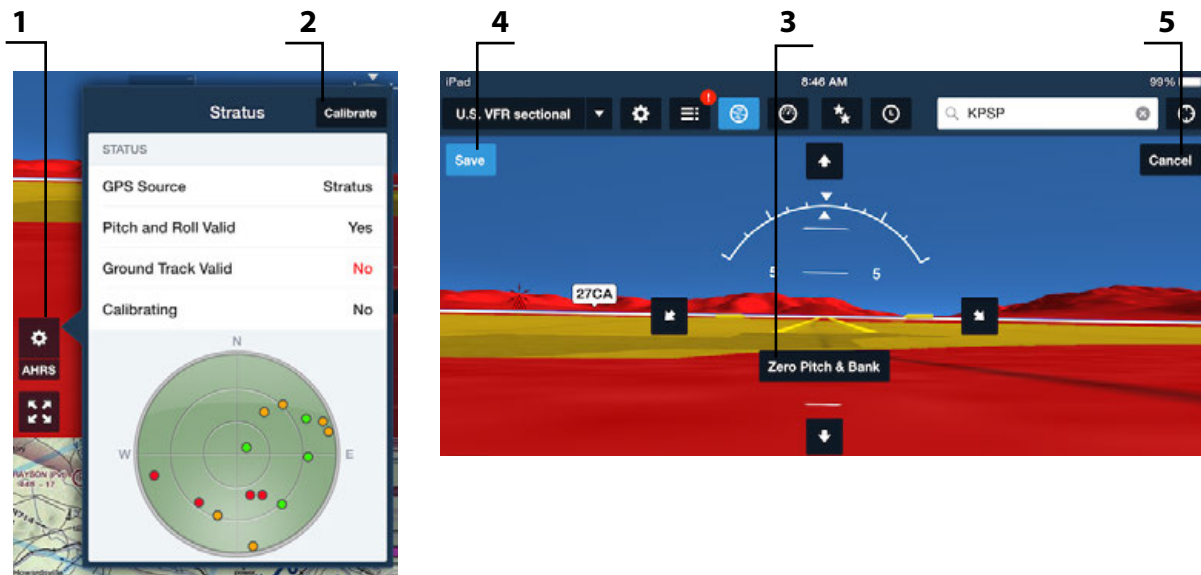 1
2
4
3
5
Stratus
Calibrate
STATUS
GPS Source Stratus
Pitch and Roll Valid Yes
Ground Track Valid No
Calibrating No
N
W
E
AHRS
iPad
8:46 AM
99%
U.S. VFR sectional
!
KPSP
Save
Cancel
5 5
27CA
Zero Pitch & Bank